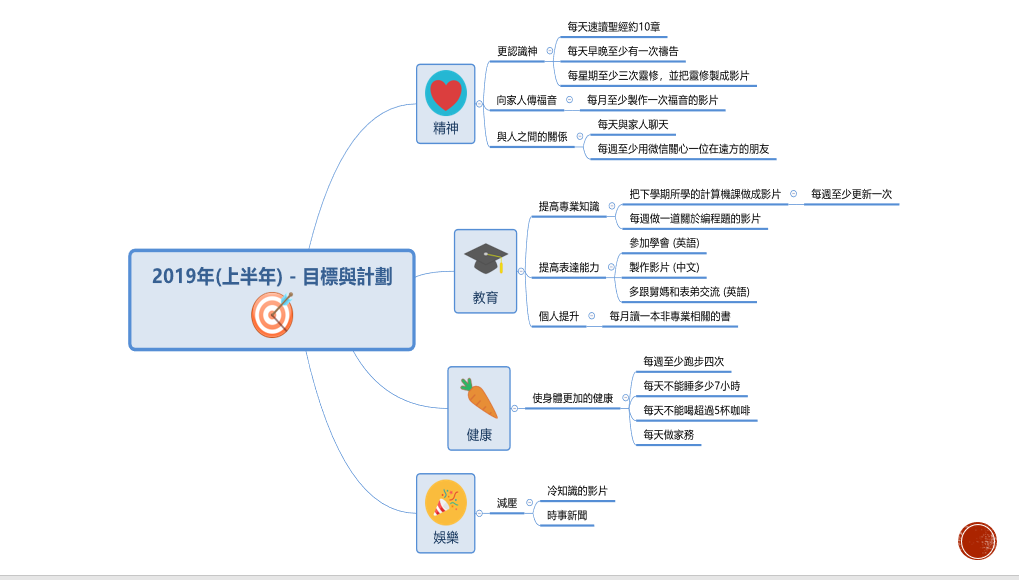 2019年(上半年) - 目標與計劃
精神
更認識神
每天速讀聖經約10章
每天早晚至少有一次禱告
每星期至少三次靈修，並把靈修製成影片
向家人傳福音
每月至少製作一次福音的影片
與人之間的關係
每天與家人聊天
每週至少用微信關心一位在遠方的朋友
教育
提高專業知識
把下學期所學的計算機課做成影片
每週至少更新一次
每週做一道關於編程題的影片
提高表達能力
參加學會 (英語)
製作影片 (中文)
多跟舅媽和表弟交流 (英語)
個人提升
每月讀一本非專業相關的書
健康
使身體更加的健康
每週至少跑步四次
每天不能睡多少7小時
每天不能喝超過5杯咖啡
每天做家務
娛樂
減壓
冷知識的影片
時事新聞